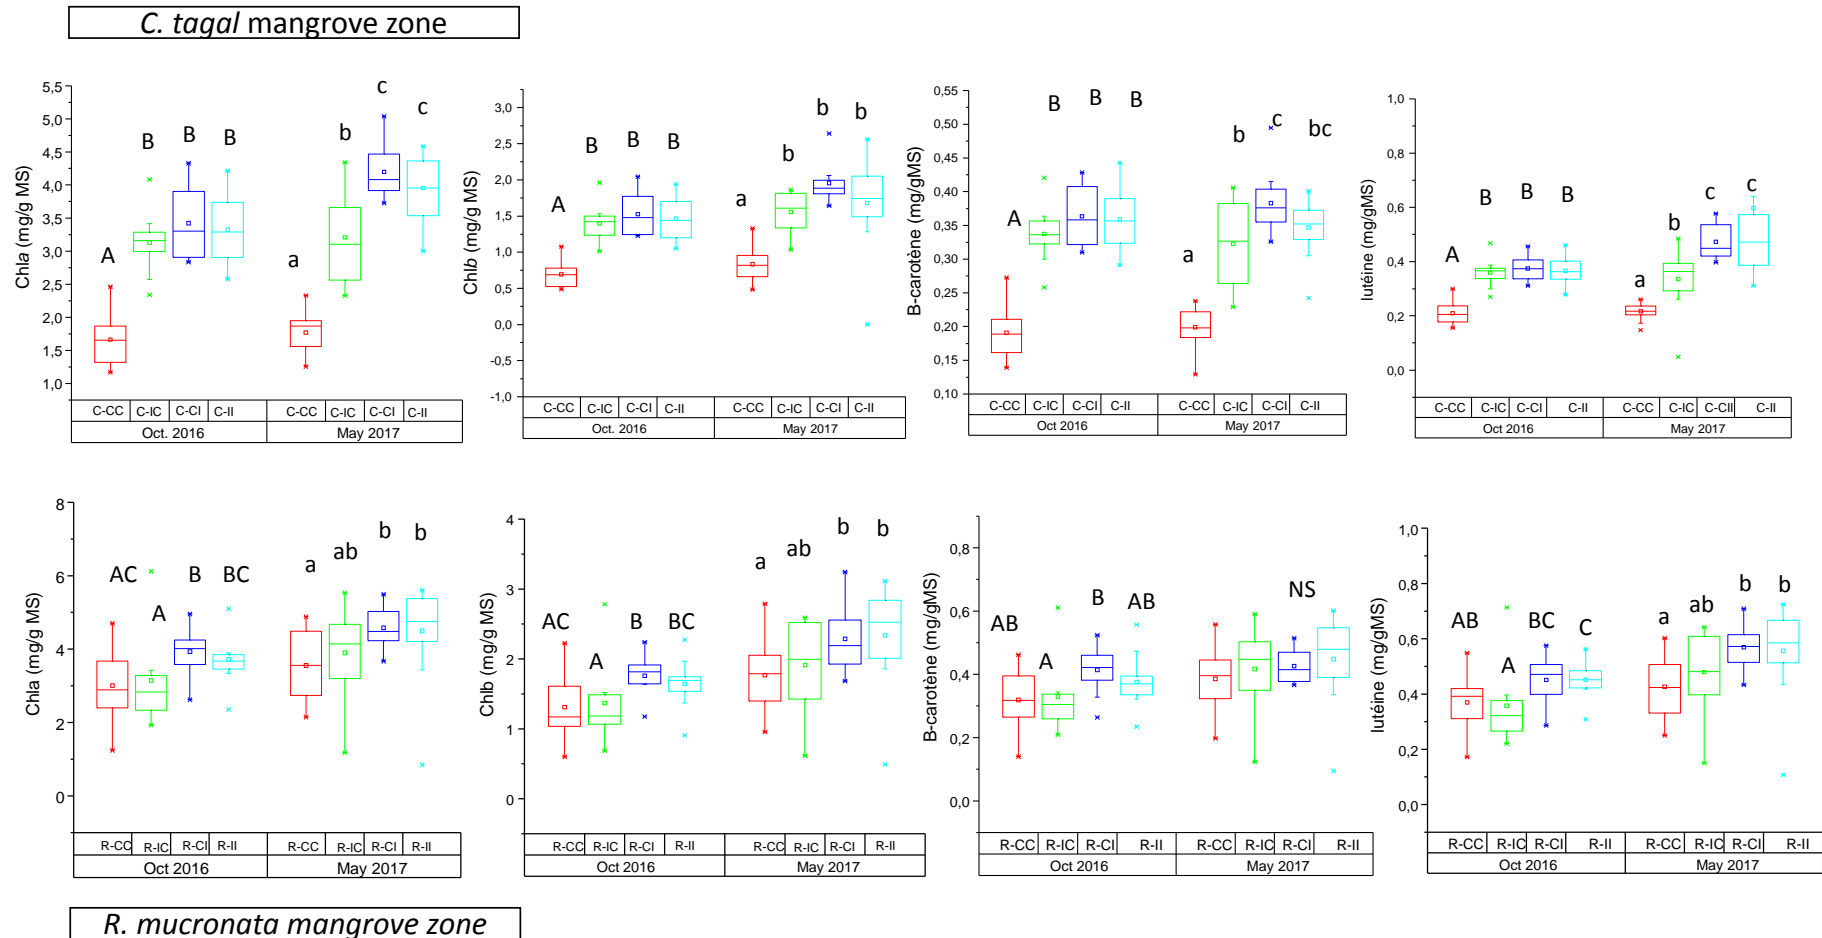 C. tagal mangrove zone
Chla (mg/g MS)
5,5
5,0
4,5
4,0
3,5
3,0
2,5
2,0
1,5
1,0
A B B B a b c c
C-CC C-IC C-CI C-II C-CC C-IC C-CI C-II
Oct. 2016 May 2017
Chlb (mg/g MS)
3,0
2,5
2,0
1,5
1,0
0,5
0,0
-0,5
-1,0
A B B B a b b b
C-CC C-IC C-CI C-II C-CC C-IC C-CI C-II
Oct. 2016 May 2017
B-carotène (mg/gMS)
0,55
0,50
0,45
0,40
0,35
0,30
0,25
0,20
0,15
0,10
A B B B a b c bc
C-CC C-IC C-CI C-II C-CC C-IC C-CI C-II
Oct 2016 May 2017
lutéine (mg/gMS)
1,0
0,8
0,6
0,4
0,2
0,0
A B B B a b c c
C-CC C-IC C-CI C-II C-CC C-IC C-CII C-II
Oct 2016 May 2017
Chla (mg/g MS)
8
6
4
2
0
AC A B BC a ab b b
R-CC R-IC R-CI R-II R-CC R-IC R-CI R-II
Oct 2016 May 2017
Chlb (mg/g MS)
4
3
2
1
0
AC A B BC a ab b b
R-CC R-IC R-CI R-II R-CC R-IC R-CI R-II
Oct 2016 May 2017
B-carotène (mg/gMS)
0,8
0,6
0,4
0,2
0,0
AB A B AB NS
R-CC R-IC R-CI R-II R-CC R-IC R-CI R-II
Oct 2016 May 2017
lutéine (mg/gMS)
1,0
0,8
0,6
0,4
0,2
0,0
AB A BC C a ab b b
R-CC R-IC R-CI R-II R-CC R-IC R-CI R-II
Oct 2016 May 2017
R. mucronata mangrove zone